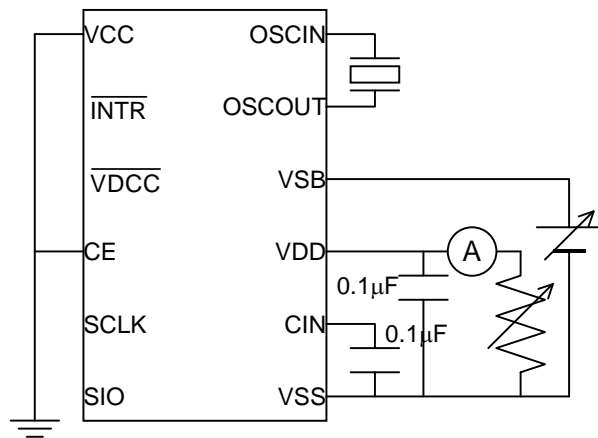 VCC
OSCIN
INTR
OSCOUT
VDCC
VSB
CE
VDD
A
0.1μF
SCLK
CIN
0.1μF
SIO
VSS